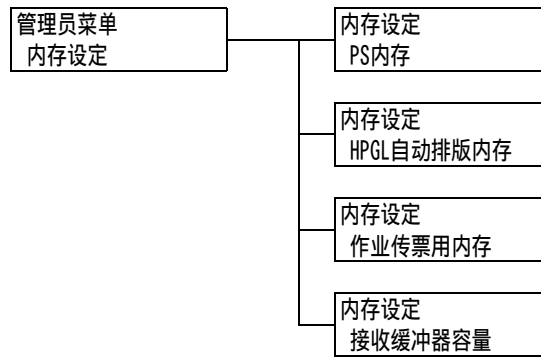 管理员菜单
内存设定
内存设定
PS内存
内存设定
HPGL自动排版内存
内存设定
作业传票用内存
内存设定
接收缓冲器容量